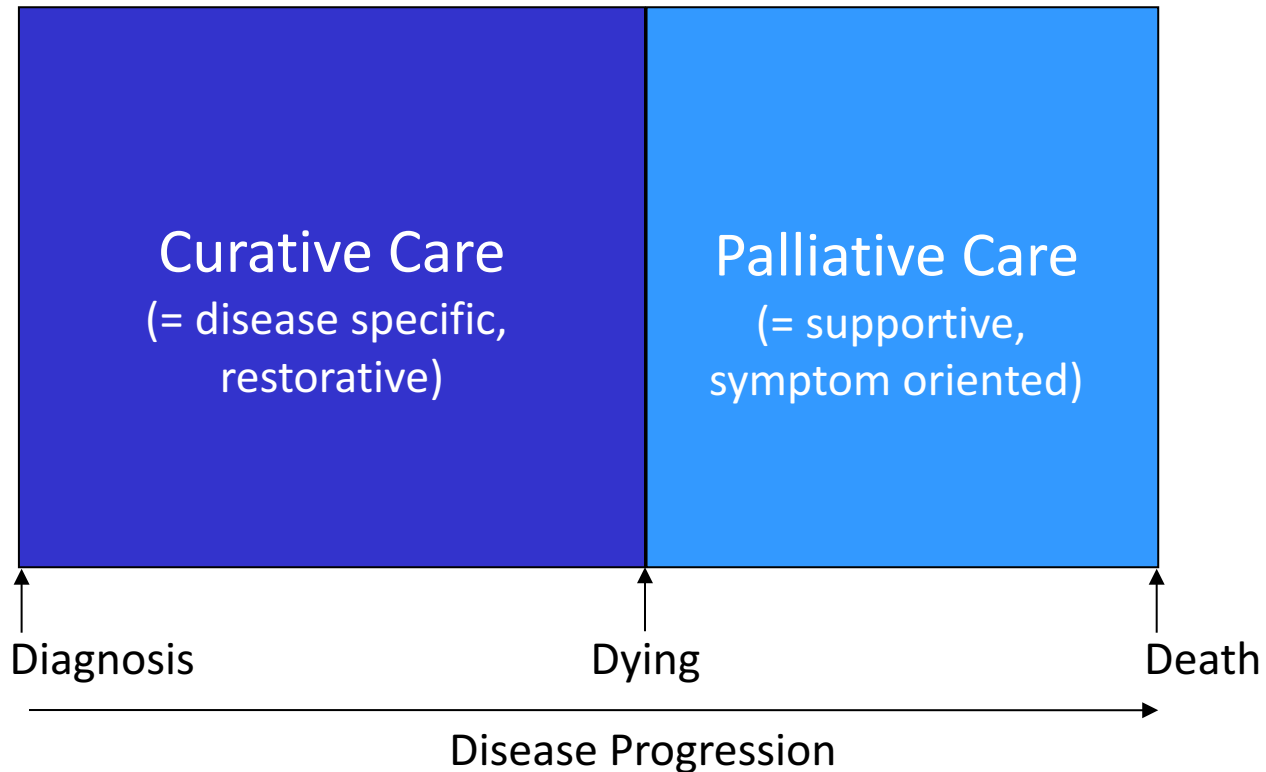 Curative Care
(= disease specific,
restorative)
Palliative Care
(= supportive,
symptom oriented)
Diagnosis
Dying
Death
Disease Progression